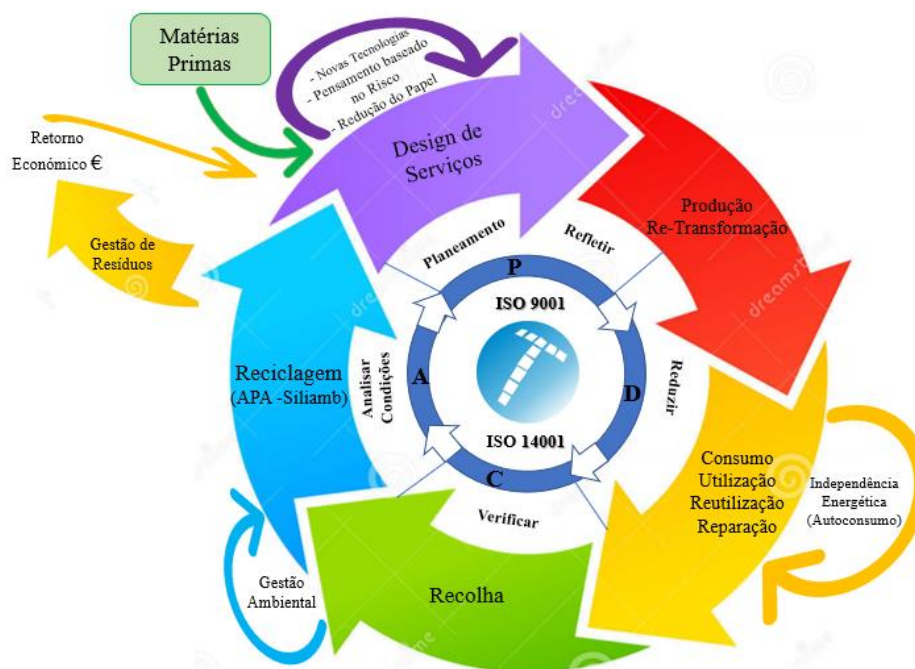 Matérias
Primas
- Novas Tecnologias
- Pensamento baseado
no Risco
- Redução do Papel
Retorno
Económico €
Design de
Serviços
Produção
Re-Transformação
Gestão de
Resíduos
Planeamento
Refletir
P
ISO 9001
Reciclagem
(APA -Siliamb)
Analisar
Condições
A
D
Reduzir
ISO 14001
C
Verificar
Consumo
Utilização
Reutilização
Reparação
Independência
Energética
(Autoconsumo)
Gestão
Ambiental
Recolha
dreamstime